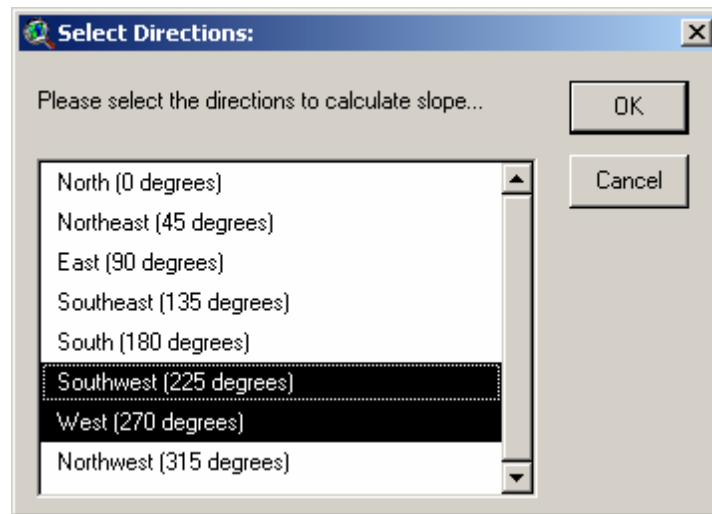 Select Directions:
Please select the directions to calculate slope...
OK
Cancel
North (0 degrees)
Northeast (45 degrees)
East (90 degrees)
Southeast (135 degrees)
South (180 degrees)
Southwest (225 degrees)
West (270 degrees)
Northwest (315 degrees)